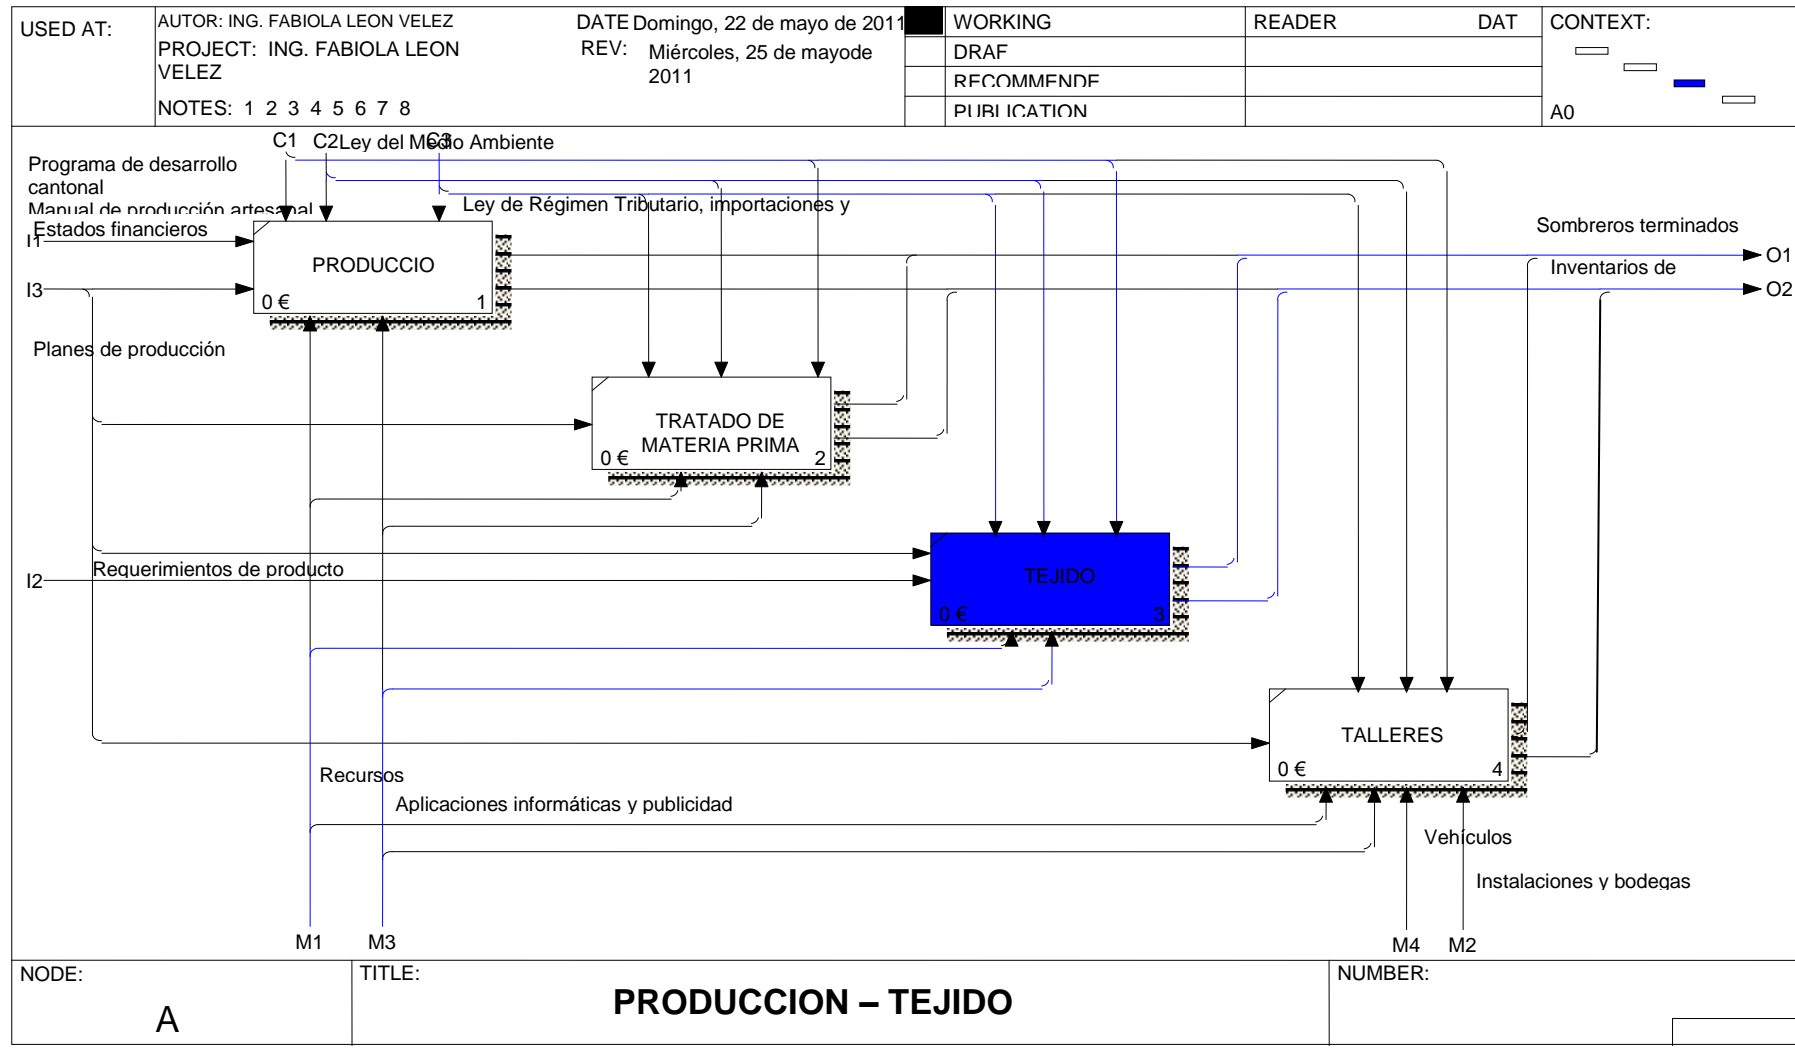 USED AT:
AUTOR: ING. FABIOLA LEON VELEZ
DATE Domingo, 22 de mayo de 2011
WORKING
READER
DAT
CONTEXT:
PROJECT: ING. FABIOLA LEON
VELEZ
REV: Miércoles, 25 de mayode
2011
DRAF
RECOMMENDE
NOTES: 1 2 3 4 5 6 7 8
PUBLICATION
A0
C1
C2
Ley del Medio Ambiente
C3
Programa de desarrollo
cantonal
Manual de producción artesanal
Ley de Régimen Tributario, importaciones y
Estados financieros
I1
Sombreros terminados
O1
PRODUCCIO
0 €
1
Inventarios de
I3
O2
Planes de producción
TRATADO DE
MATERIA PRIMA
0 €
2
Requerimientos de producto
I2
TEJIDO
0 €
3
TALLERES
0 €
4
Recursos
Aplicaciones informáticas y publicidad
Vehículos
Instalaciones y bodegas
M1
M3
M4
M2
NODE:
A
TITLE:
PRODUCCION – TEJIDO
NUMBER: